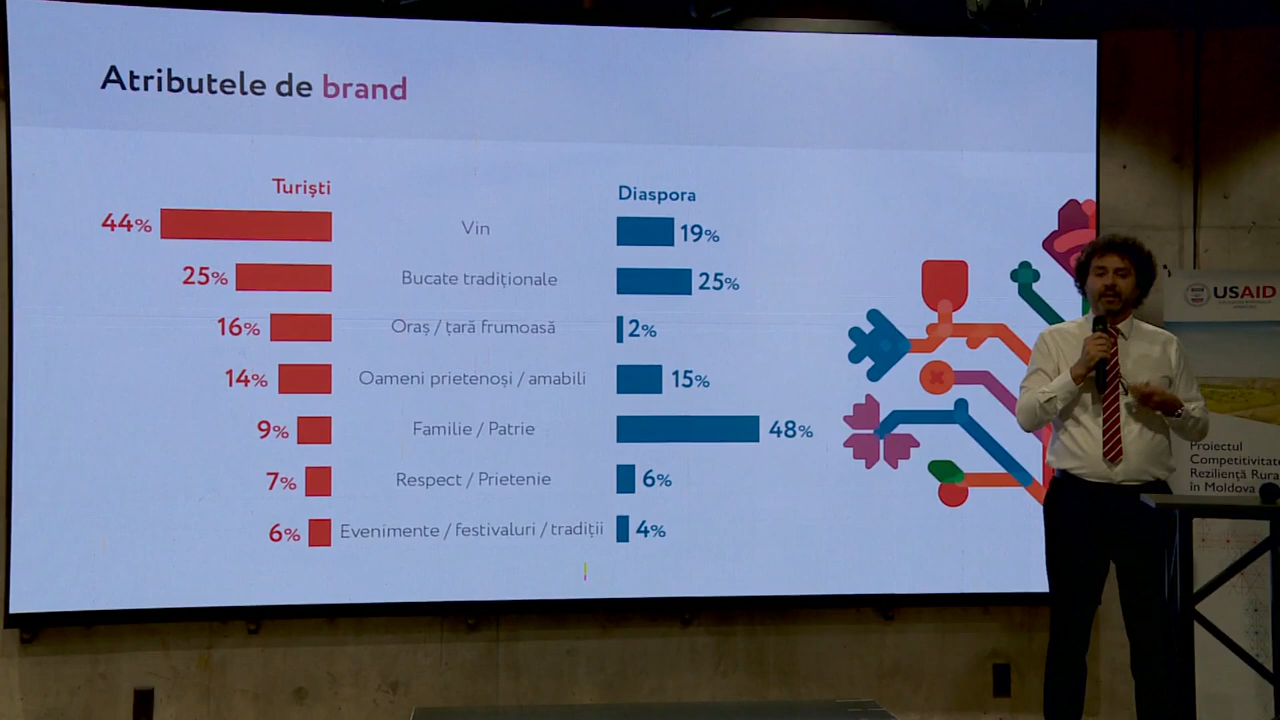 Atributele de brand
Turiști
Diaspora
44% Vin 19%
25% Bucate tradiționale 25%
16% Oraș / țară frumoasă 2%
14% Oameni prietenoși / amabili 15%
9% Familie / Patrie 48%
7% Respect / Prietenie 6%
6% Evenimente / festivaluri / tradiții 4%
USAID
Proiectul
Competitivitate
Reziliență Rura
în Moldova